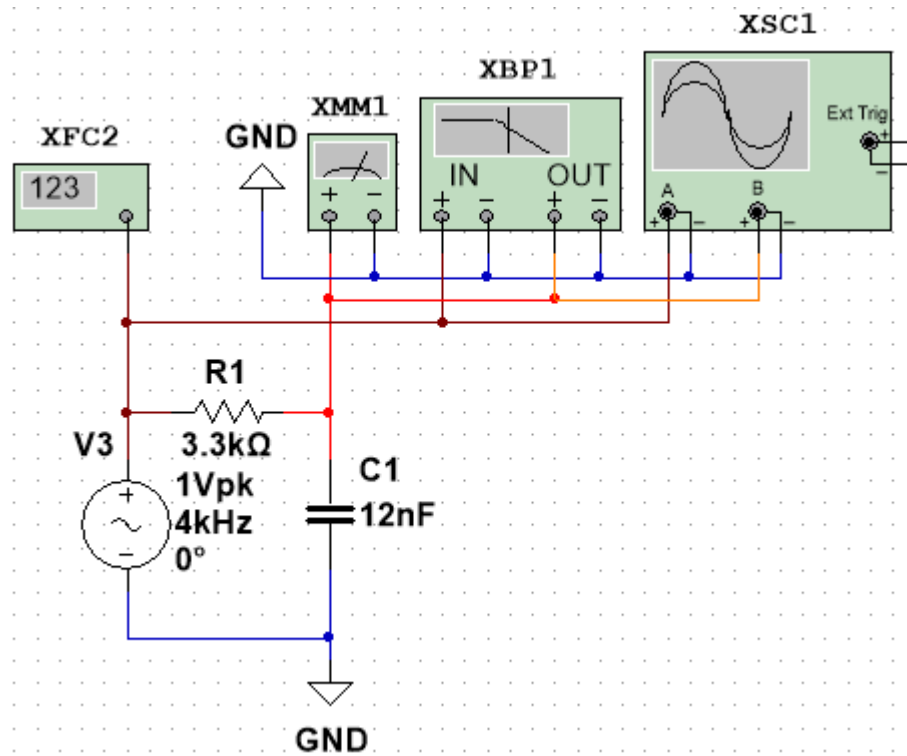 XSC1
XBP1
XMM1
XFC2
GND
Ext Trig
123
IN OUT
A B
+ - + - + - + - + - + -
R1
V3 3.3kΩ
C1
1Vpk
12nF
4kHz
0°
GND